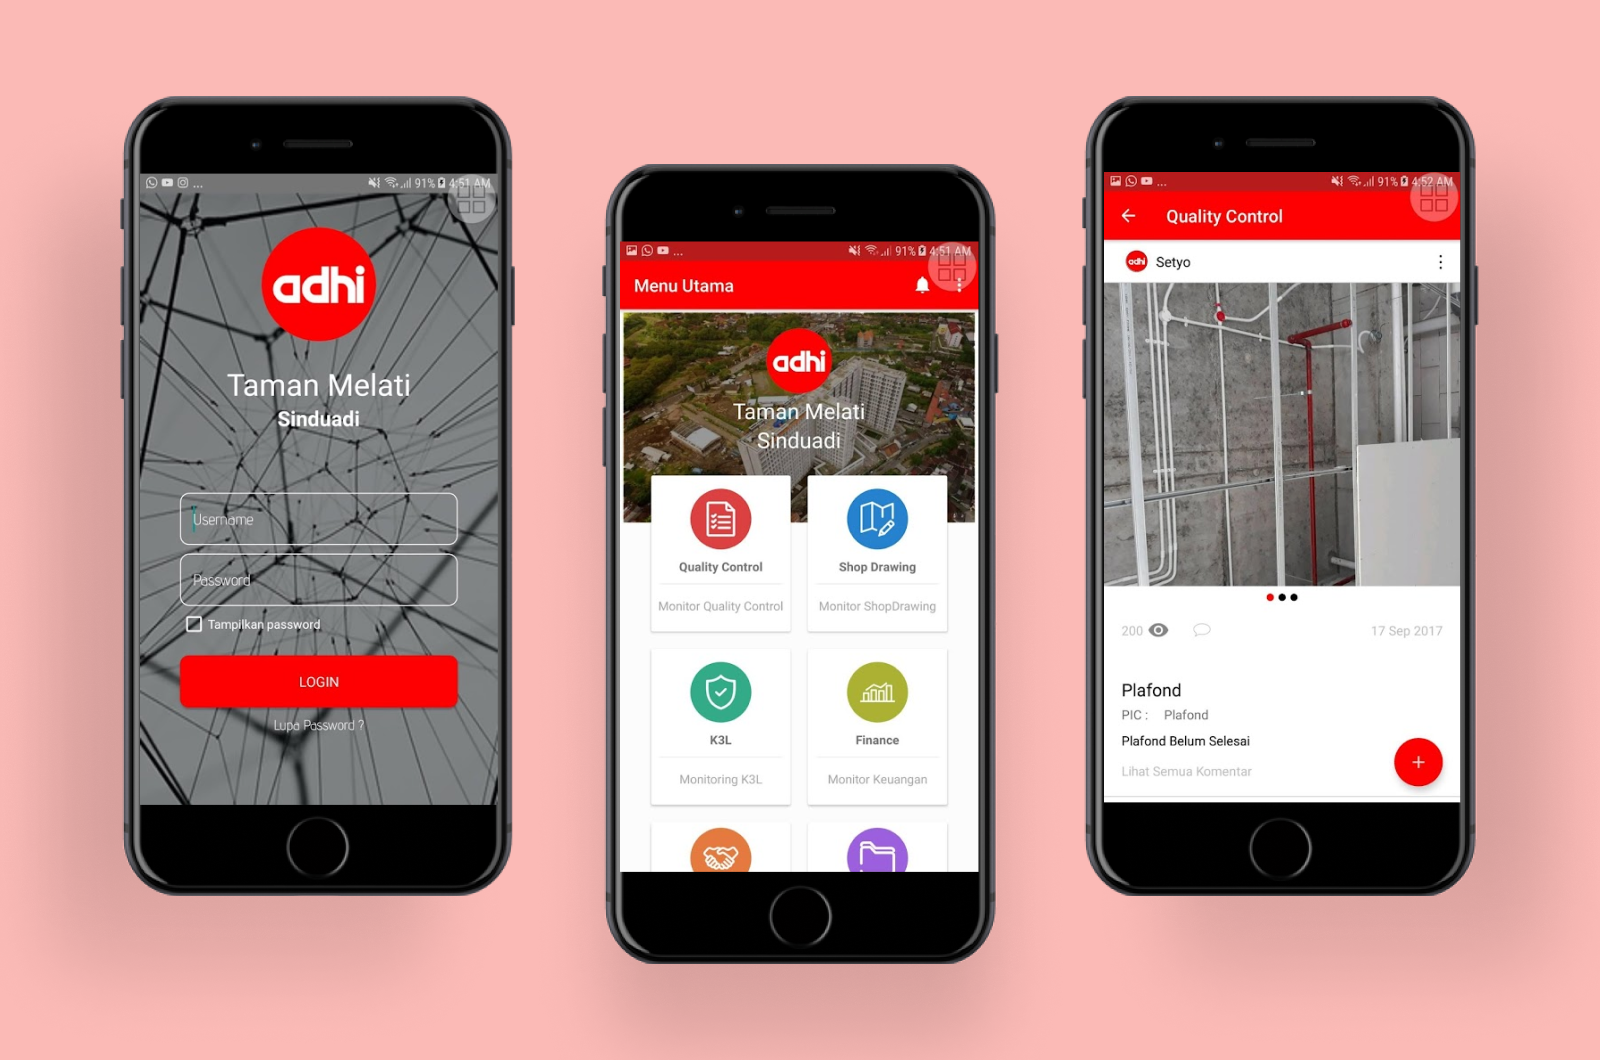 ... 91% 4:51 AM
adhi
Taman Melati
Sinduadi
Username
Password
Tampilkan password
LOGIN
Lupa Password ?
... 91% 4:51 AM
Menu Utama
adhi
Taman Melati
Sinduadi
Quality Control
Monitor Quality Control
Shop Drawing
Monitor ShopDrawing
K3L
Monitoring K3L
Finance
Monitor Keuangan
... 91% 4:52 AM
Quality Control
adhi
Setyo
200
17 Sep 2017
Plafond
PIC : Plafond
Plafond Belum Selesai
Lihat Semua Komentar
+